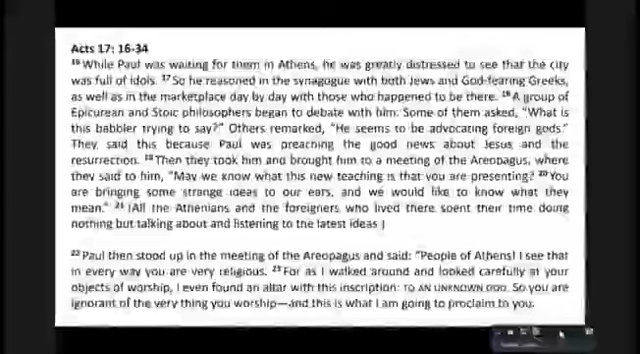 Acts 17: 16-34
16 While Paul was waiting for them in Athens, he was greatly distressed to see that the city
was full of idols. 17 So he reasoned in the synagogue with both Jews and God-fearing Greeks,
as well as in the marketplace day by day with those who happened to be there. 18 A group of
Epicurean and Stoic philosophers began to debate with him. Some of them asked, "What is
this babbler trying to say?" Others remarked, "He seems to be advocating foreign gods."
They said this because Paul was preaching the good news about Jesus and the
resurrection. 19 Then they took him and brought him to a meeting of the Areopagus, where
they said to him, "May we know what this new teaching is that you are presenting? 20 You
are bringing some strange ideas to our ears, and we would like to know what they
mean." 21 (All the Athenians and the foreigners who lived there spent their time doing
nothing but talking about and listening to the latest ideas.)
22 Paul then stood up in the meeting of the Areopagus and said: "People of Athens! I see that
in every way you are very religious. 23 For as I walked around and looked carefully at your
objects of worship, I even found an altar with this inscription: TO AN UNKNOWN GOD. So you are
ignorant of the very thing you worship—and this is what I am going to proclaim to you.